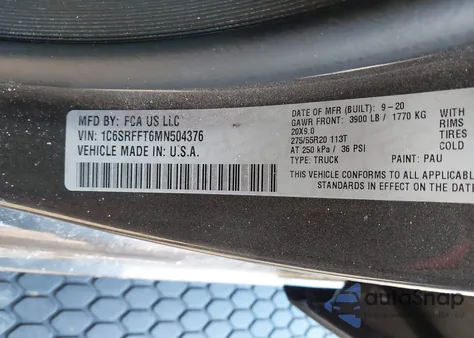 MFD BY: FCA US LLC
VIN: 1C6SRFFT6MN504376
VEHICLE MADE IN: U.S.A.
DATE OF MFR (BUILT): 9-20
GAWR FRONT: 3900 LB / 1770 KG
20X9.0
275/55R20 113T
AT 250 kPa / 36 PSI
TYPE: TRUCK PAINT: PAU
THIS VEHICLE CONFORMS TO ALL APPLICABL
STANDARDS IN EFFECT ON THE DATE
WITH
RIMS
TIRES
COLD
autoSnap